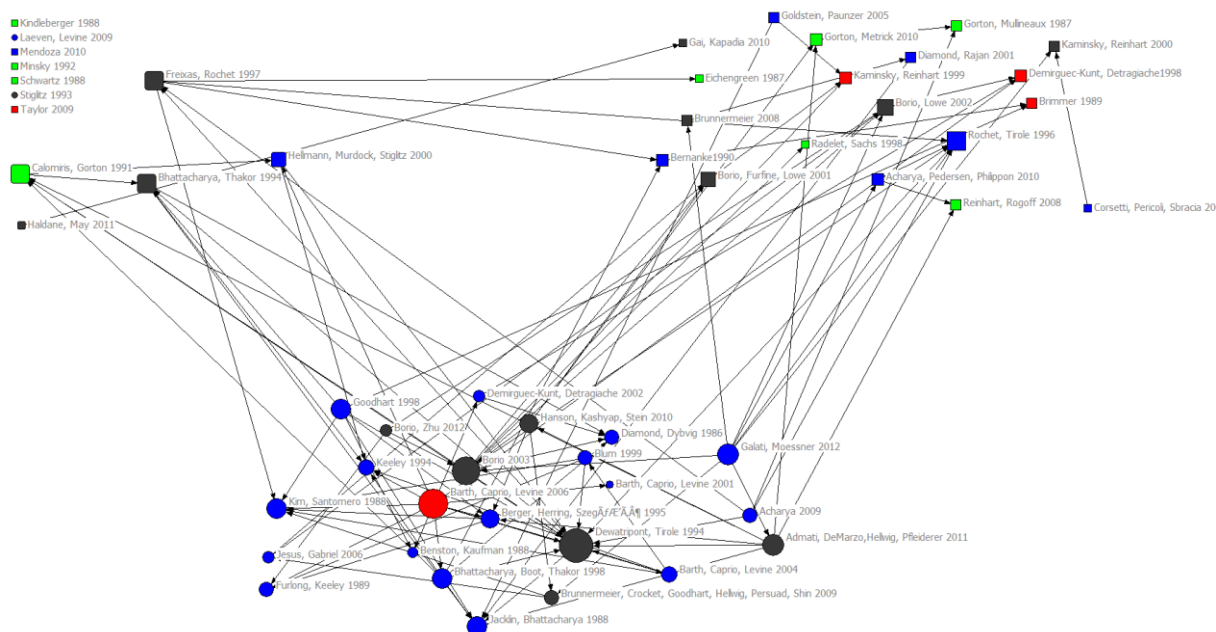 Kindleberger 1988
Laeven, Levine 2009
Mendoza 2010
Minsky 1992
Schwartz 1988
Stiglitz 1993
Taylor 2009
Goldstein, Paunzer 2005
Gorton, Mullineaux 1987
Gai, Kapadia 2010
Gorton, Metrick 2010
Kaminsky, Reinhart 2000
Diamond, Rajan 2001
Freixas, Rochet 1997
Eichengreen 1987
Kaminsky, Reinhart 1999
Demirguec-Kunt, Detragiache1998
Borio, Lowe 2002
Brimmer 1989
Brunnermeier 2008
Rochet, Tirole 1996
Radelet, Sachs 1998
Hellmann, Murdock, Stiglitz 2000
Bernanke1990
Calomiris, Gorton 1991
Bhattacharya, Thakor 1994
Borio, Furfine, Lowe 2001
Acharya, Pedersen, Philippon 2010
Reinhart, Rogoff 2008
Corsetti, Pericoli, Sbracia 20
Haldane, May 2011
Demirguec-Kunt, Detragiache 2002
Goodhart 1998
Hanson, Kashyap, Stein 2010
Borio, Zhu 2012
Diamond, Dybvig 1986
Galati, Moessner 2012
Blum 1999
Keeley 1994
Borio 2003
Barth, Caprio, Levine 2001
Barth, Caprio, Levine 2006
Kim, Santomero 1988
Berger, Herring, SzegÃƒÆ’Ã‚Â¶ 1995
Acharya 2009
Dewatripont, Tirole 1994
Admati, DeMarzo,Hellwig, Pfleiderer 2011
Jesus, Gabriel 2006
Benston, Kaufman 1988
Bhattacharya, Boot, Thakor 1998
Barth, Caprio, Levine 2004
Furlong, Keeley 1989
Brunnermeier, Crocket, Goodhart, Hellwig, Persuad, Shin 2009
Jacklin, Bhattacharya 1988